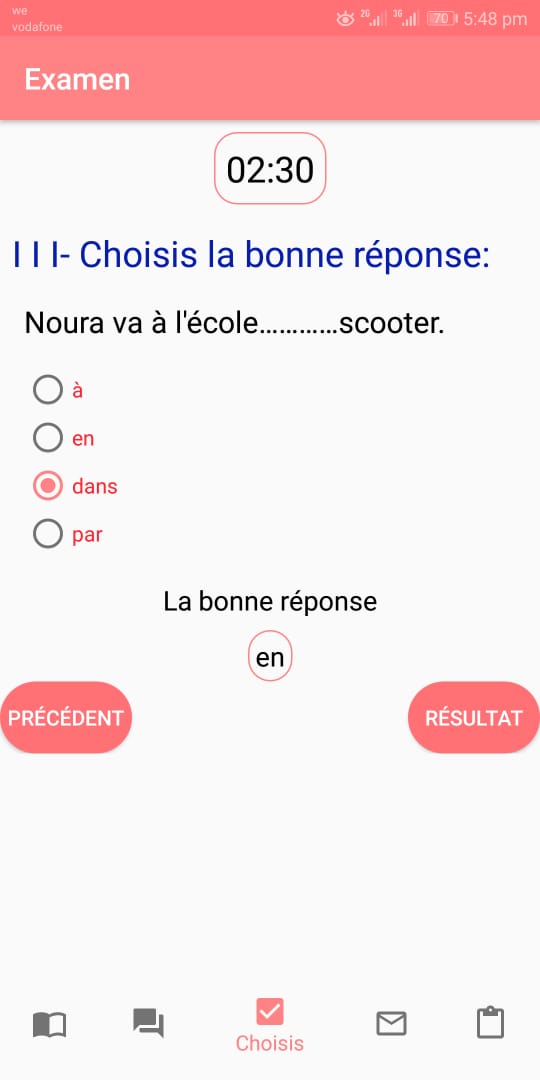 we
vodafone
2G
3G
70
5:48 pm
Examen
02:30
I I I- Choisis la bonne réponse:
Noura va à l'école............scooter.
à
en
dans
par
La bonne réponse
en
PRÉCÉDENT
RÉSULTAT
Choisis